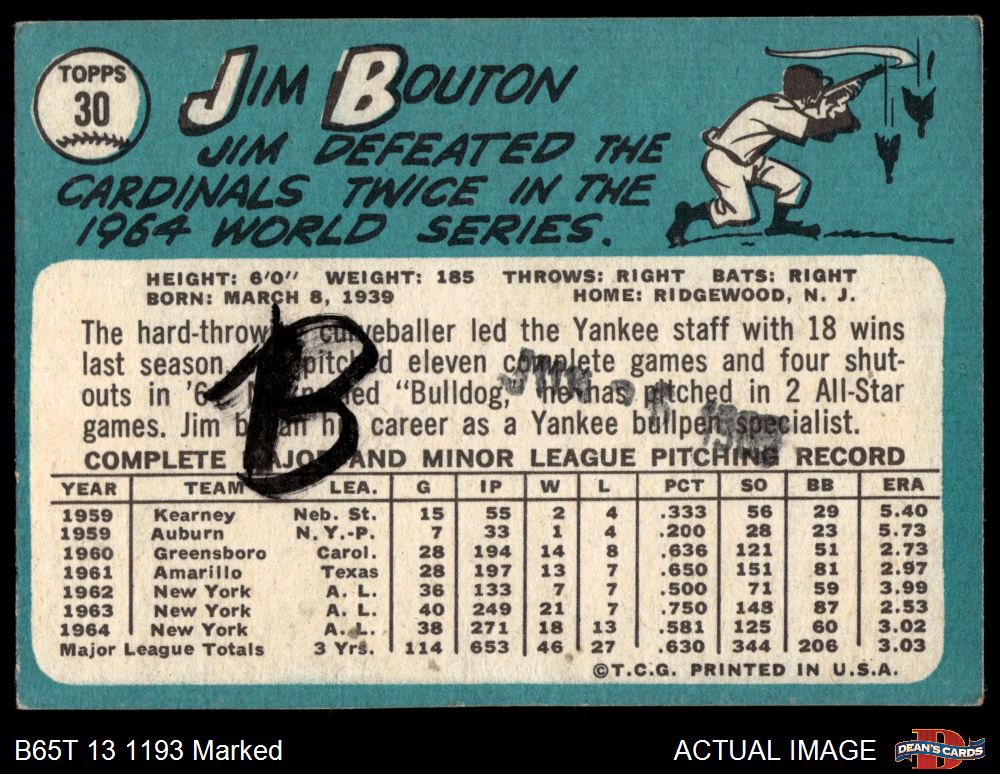 TOPPS
30
JIM BOUTON
JIM DEFEATED THE
CARDINALS TWICE IN THE
1964 WORLD SERIES.
HEIGHT: 6'0" WEIGHT: 185 THROWS: RIGHT BATS: RIGHT
BORN: MARCH 8, 1939 HOME: RIDGEWOOD, N. J.
The curveballer led the Yankee staff with 18 wins
last season. pitched eleven complete games and four shut-
outs in "Bulldog," he has pitched in 2 All-Star
games. Jim career as a Yankee bullpen specialist.
B
COMPLETE MAJOR AND MINOR LEAGUE PITCHING RECORD
YEAR TEAM LEA. G IP W L PCT SO BB ERA
1959 Kearney Neb. St. 15 55 2 4 .333 56 29 5.40
1959 Auburn N.Y.-P. 7 33 1 4 .200 28 23 5.73
1960 Greensboro Carol. 28 194 14 8 .636 121 51 2.73
1961 Amarillo Texas 28 197 13 7 .650 151 81 2.97
1962 New York A. L. 36 133 7 7 .500 71 59 3.99
1963 New York A. L. 40 249 21 7 .750 148 87 2.53
1964 New York A. L. 38 271 18 13 .581 125 60 3.02
Major League Totals 3 Yrs. 114 653 46 27 .630 344 206 3.03
©T.C.G. PRINTED IN U.S.A.
B65T 13 1193 Marked
ACTUAL IMAGE
D
DEAN'S CARDS